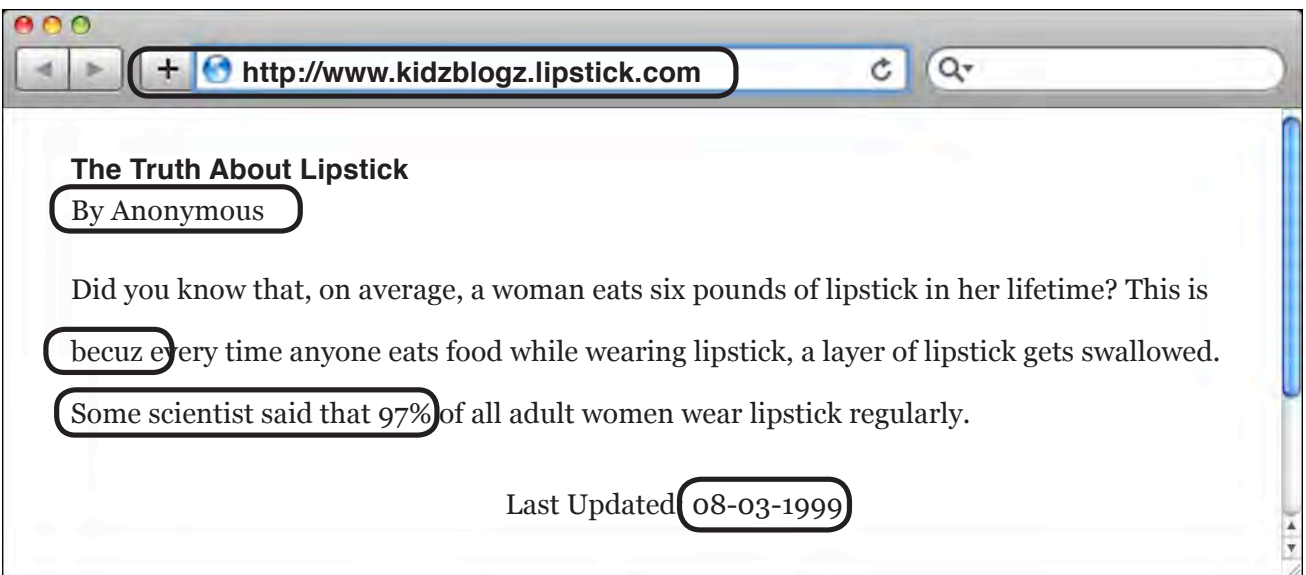 http://www.kidzblogz.lipstick.com
The Truth About Lipstick
By Anonymous
Did you know that, on average, a woman eats six pounds of lipstick in her lifetime? This is
becuz every time anyone eats food while wearing lipstick, a layer of lipstick gets swallowed.
Some scientist said that 97% of all adult women wear lipstick regularly.
Last Updated: 08-03-1999